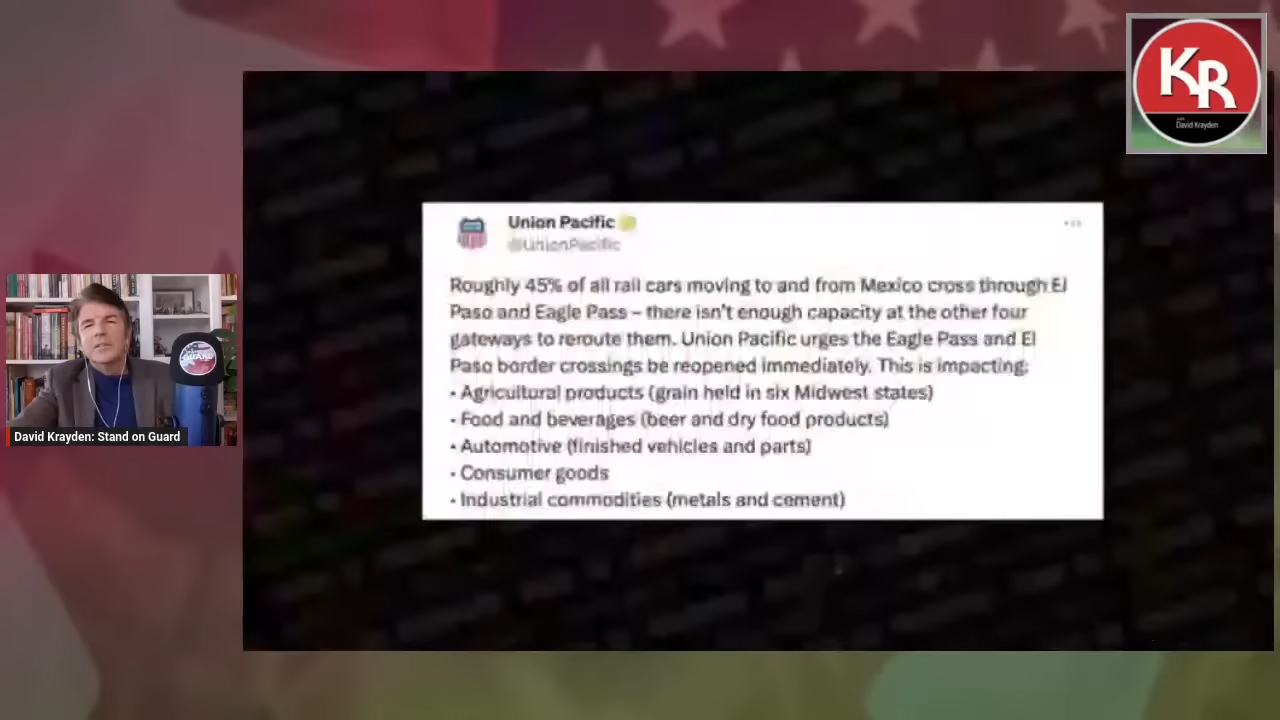 KR
with
David Krayden
Union Pacific
@UnionPacific
Roughly 45% of all rail cars moving to and from Mexico cross through El
Paso and Eagle Pass – there isn't enough capacity at the other four
gateways to reroute them. Union Pacific urges the Eagle Pass and El
Paso border crossings be reopened immediately. This is impacting:
• Agricultural products (grain held in six Midwest states)
• Food and beverages (beer and dry food products)
• Automotive (finished vehicles and parts)
• Consumer goods
• Industrial commodities (metals and cement)
GUARD
David Krayden: Stand on Guard